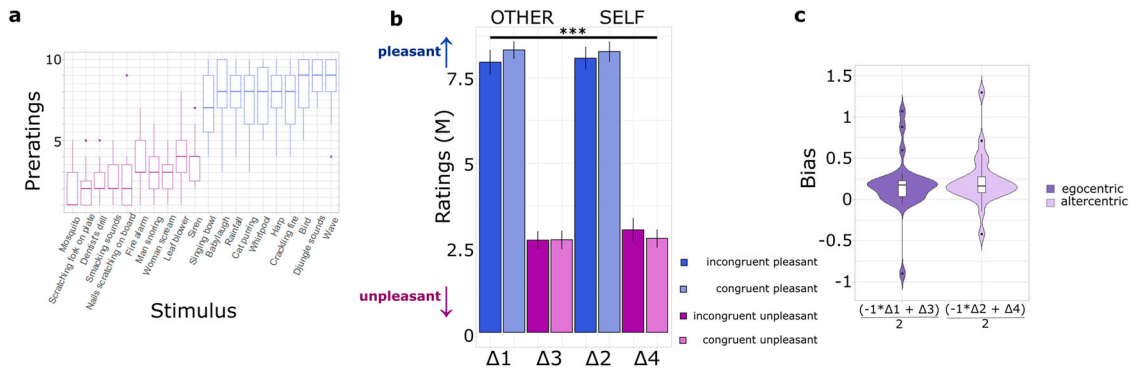 a
10
5
Preratings
Mosquito
Scratching fork on plate
Dentist's drill
Smacking sounds
Nails scratching on board
Fire alarm
Man snoring
Woman scream
Leaf blower
Siren
Singing bowl
Babylaugh
Rainfall
Cat purring
Whirlpool
Harp
Crackling fire
Bird
Djungle sounds
Wave
Stimulus
b
OTHER SELF
***
pleasant
7.5
5
2.5
0
Ratings (M)
unpleasant
Δ1 Δ3 Δ2 Δ4
incongruent pleasant
congruent pleasant
incongruent unpleasant
congruent unpleasant
c
1.5
1
0.5
0
-0.5
-1
Bias
(-1*Δ1 + Δ3) (-1*Δ2 + Δ4)
2 2
egocentric
altercentric